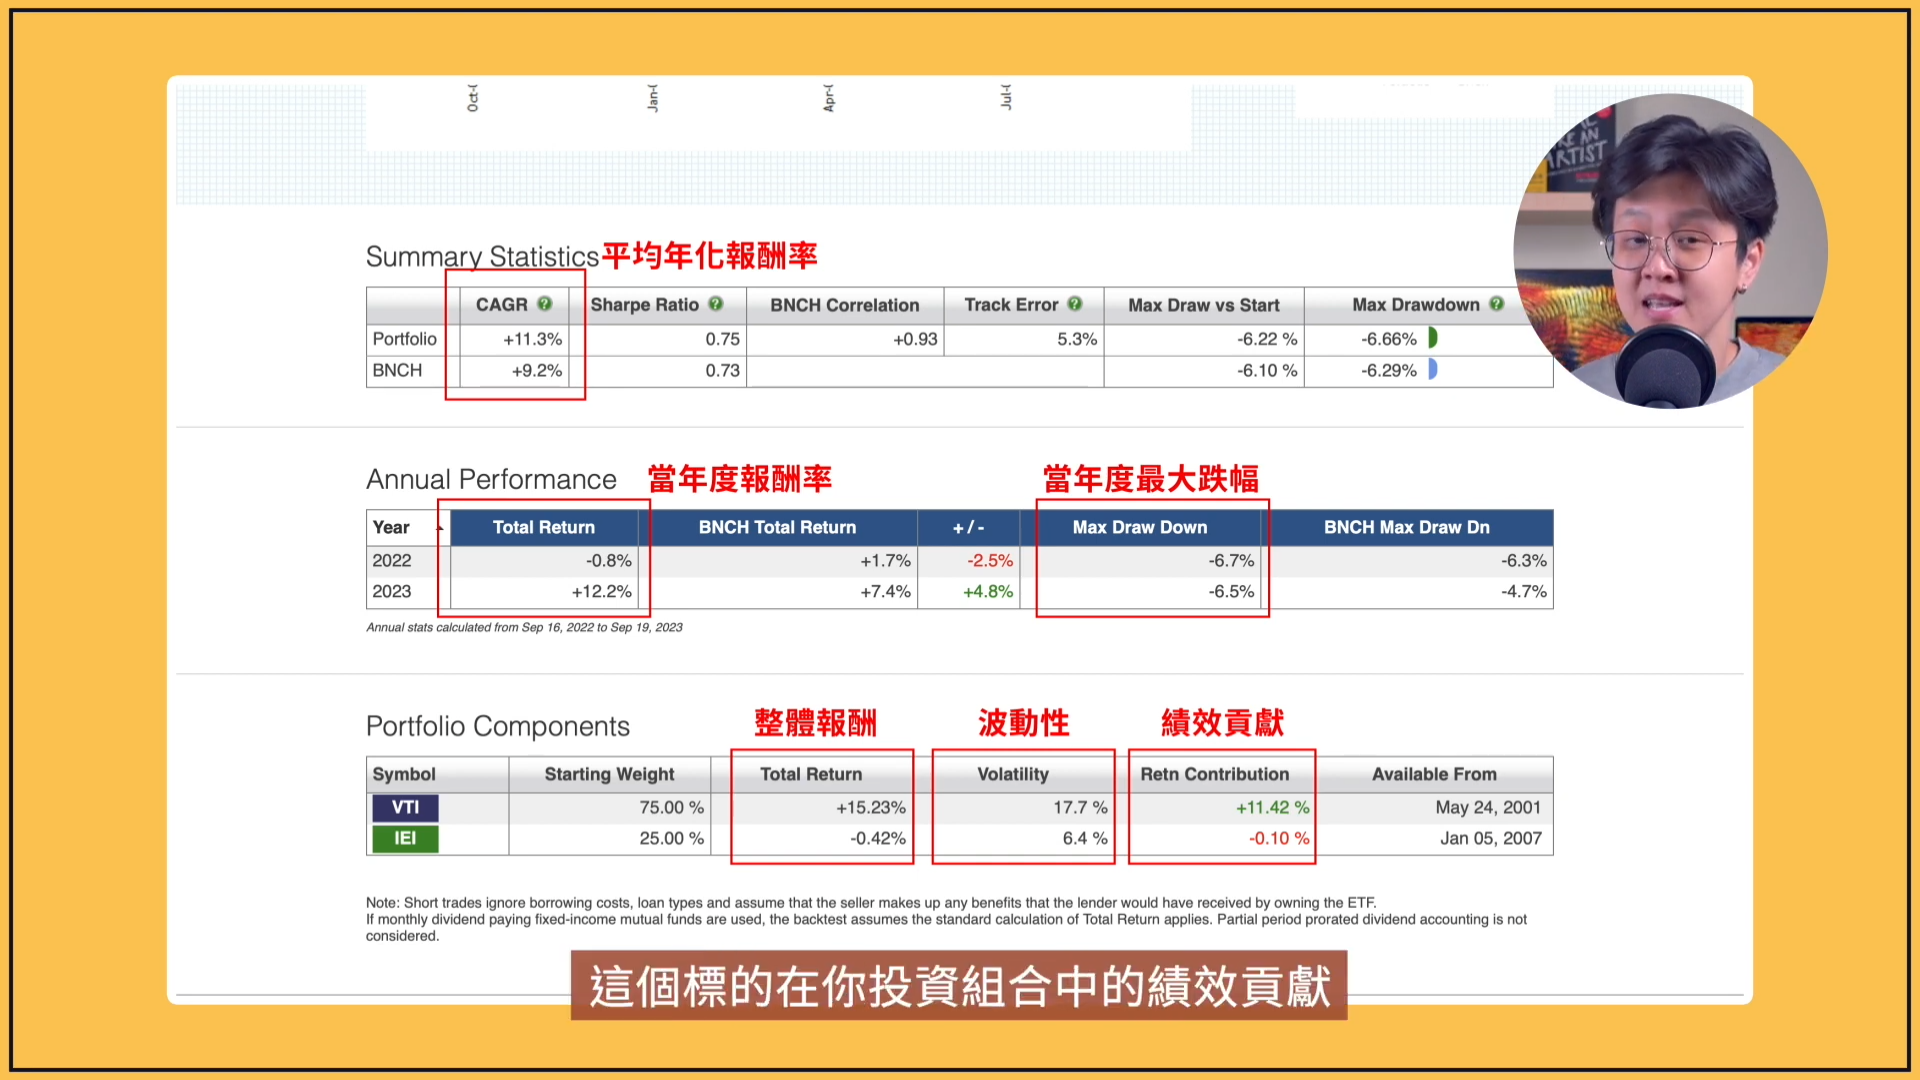 Oct-0
Jan-0
Apr-0
Jul-0
Summary Statistics 平均年化報酬率
CAGR ? Sharpe Ratio ? BNCH Correlation Track Error ? Max Draw vs Start Max Drawdown ?
Portfolio +11.3% 0.75 +0.93 5.3% -6.22 % -6.66%
BNCH +9.2% 0.73 -6.10 % -6.29%
Annual Performance 當年度報酬率 當年度最大跌幅
Year Total Return BNCH Total Return + / - Max Draw Down BNCH Max Draw Dn
2022 -0.8% +1.7% -2.5% -6.7% -6.3%
2023 +12.2% +7.4% +4.8% -6.5% -4.7%
Annual stats calculated from Sep 16, 2022 to Sep 19, 2023
Portfolio Components 整體報酬 波動性 績效貢獻
Symbol Starting Weight Total Return Volatility Retn Contribution Available From
VTI 75.00 % +15.23% 17.7 % +11.42 % May 24, 2001
IEI 25.00 % -0.42% 6.4 % -0.10 % Jan 05, 2007
Note: Short trades ignore borrowing costs, loan types and assume that the seller makes up any benefits that the lender would have received by owning the ETF.
If monthly dividend paying fixed-income mutual funds are used, the backtest assumes the standard calculation of Total Return applies. Partial period prorated dividend accounting is not
considered.
這個標的在你投資組合中的績效貢獻
ARTIST